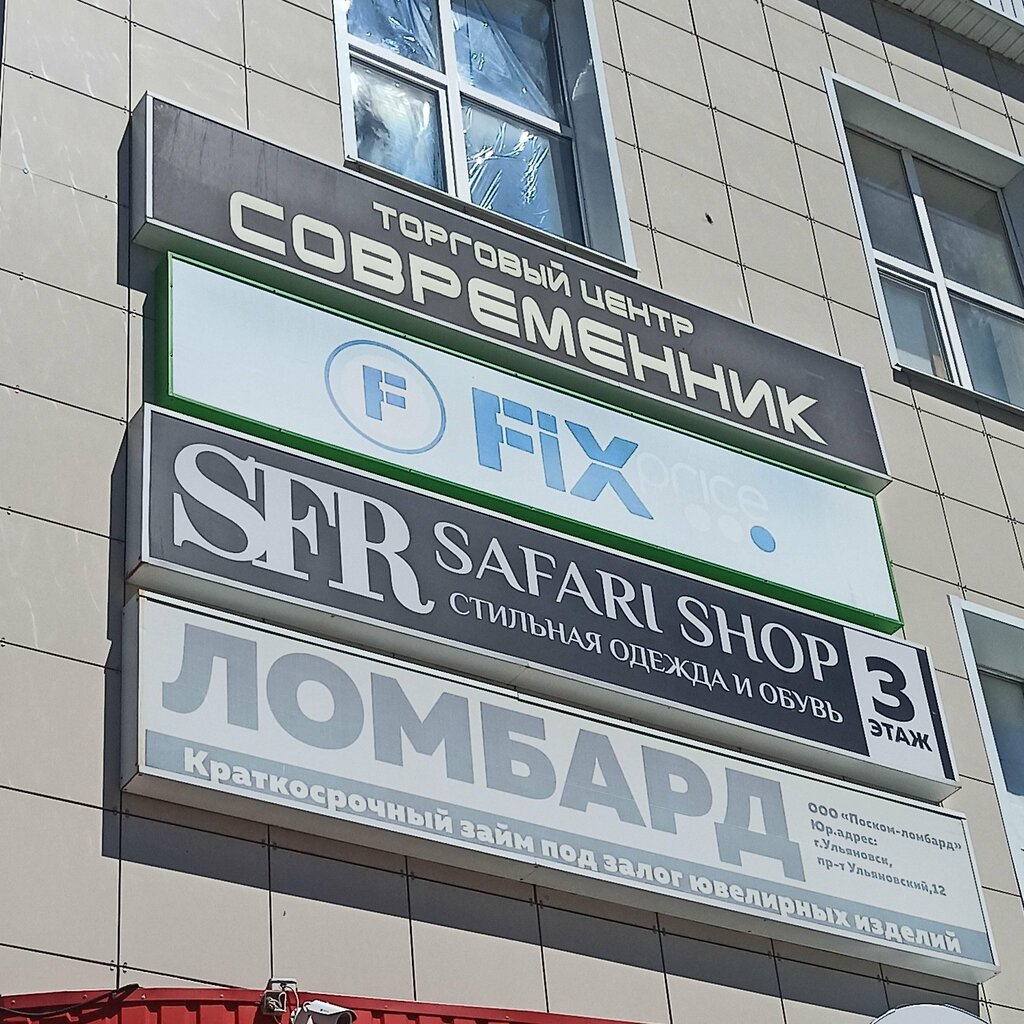 ТОРГОВЫЙ ЦЕНТР
СОВРЕМЕННИК
F FiX price
SFR SAFARI SHOP
СТИЛЬНАЯ ОДЕЖДА И ОБУВЬ
3
ЭТАЖ
ЛОМБАРД
Краткосрочный займ под залог ювелирных изделий
ООО «Поском-ломбард»
Юр.адрес:
г.Ульяновск,
пр-т Ульяновский,12